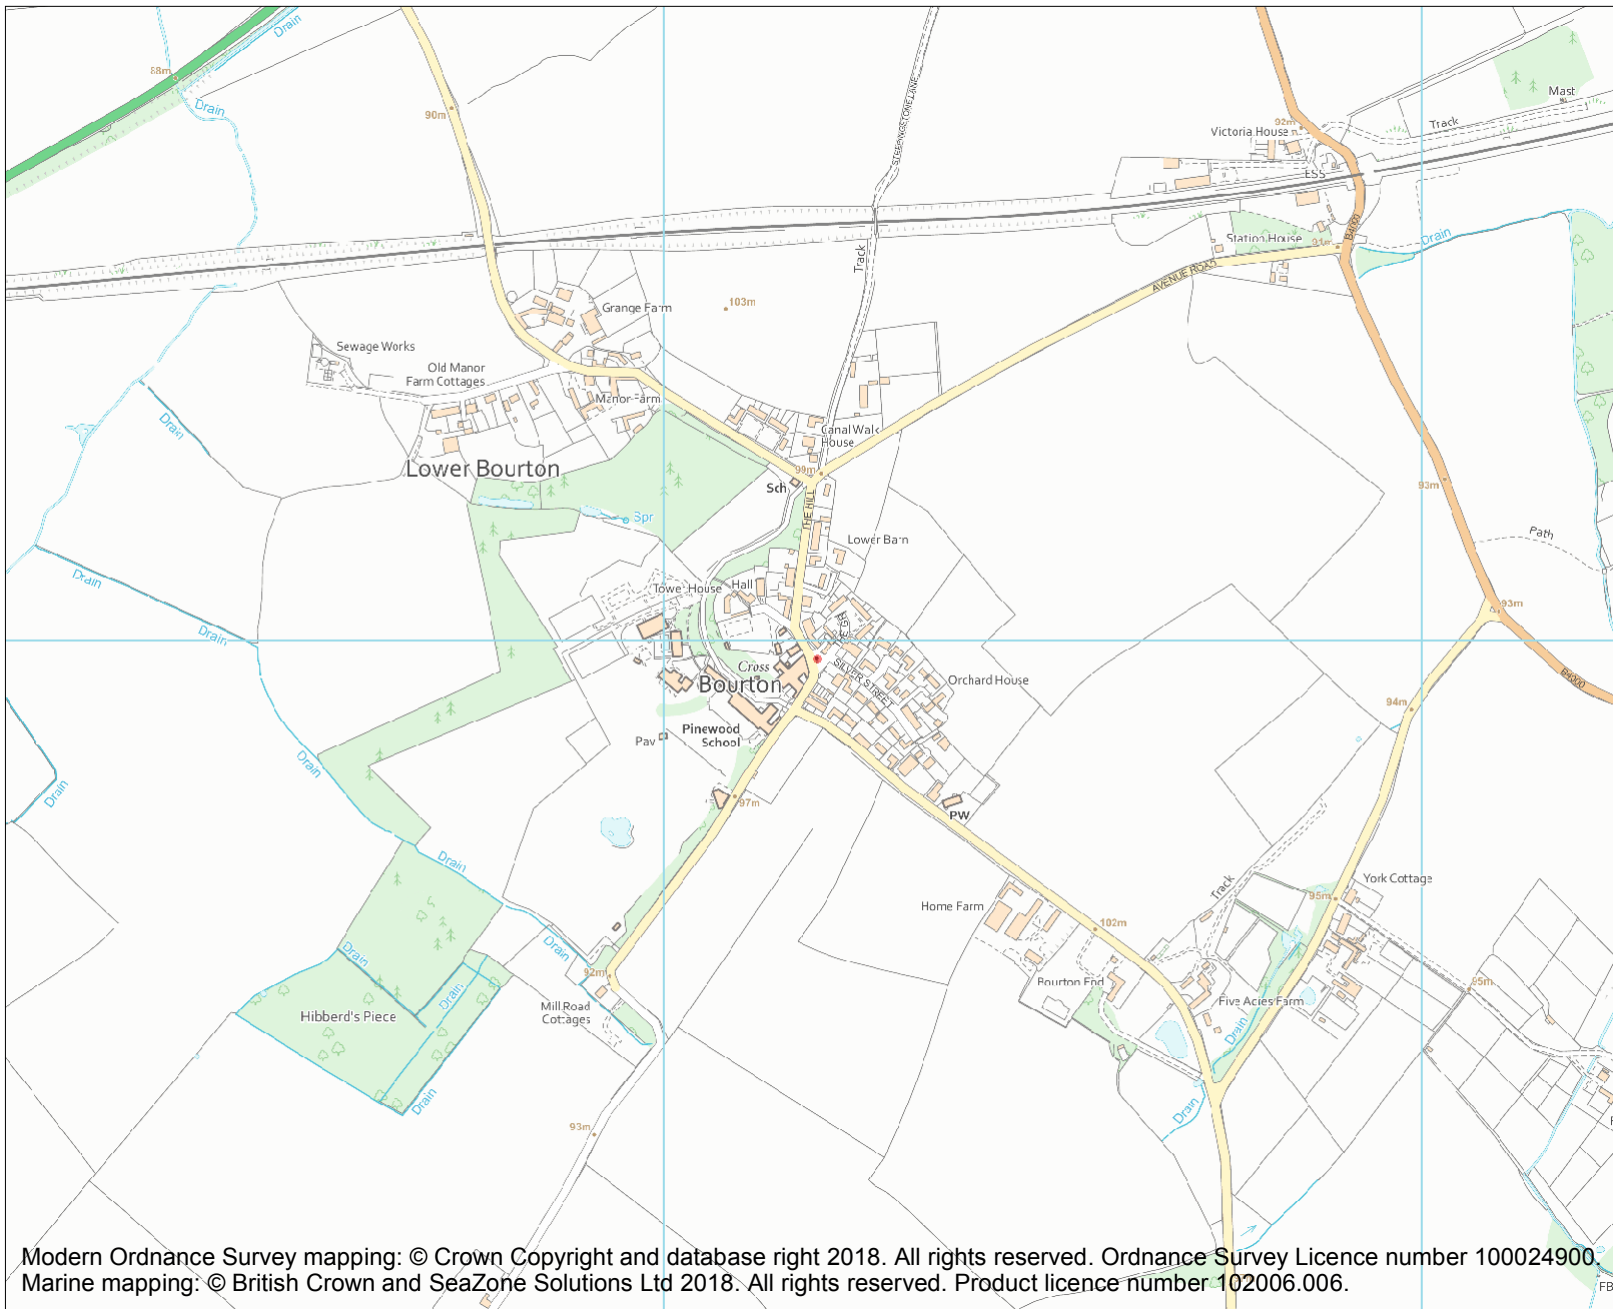 Drain
88m
Drain
90m
STEEPINGSTONE LANE
92m
Victoria House
Mast
Track
ESS
B4000
Station House
91m
Drain
Track
AVENUE ROAD
103m
Grange Farm
Sewage Works
Old Manor
Farm Cottages
Manor Farm
Drain
Canal Walk
House
Lower Bourton
99m
Sch
THE HILL
Spr
93m
Lower Barn
Path
Drain
Tower House
Hall
93m
Drain
Cross
SILVER STREET
Bourton
Orchard House
B4000
94m
Pinewood
School
Pav
Drain
Drain
97m
PW
Drain
Track
York Cottage
95m
Home Farm
102m
Drain
Drain
92m
Drain
Bourton End
95m
Five Acres Farm
Mill Road
Cottages
Hibberd's Piece
Drain
Drain
Drain
93m
Modern Ordnance Survey mapping: © Crown Copyright and database right 2018. All rights reserved. Ordnance Survey Licence number 100024900.
Marine mapping: © British Crown and SeaZone Solutions Ltd 2018. All rights reserved. Product licence number 102006.006.
FB